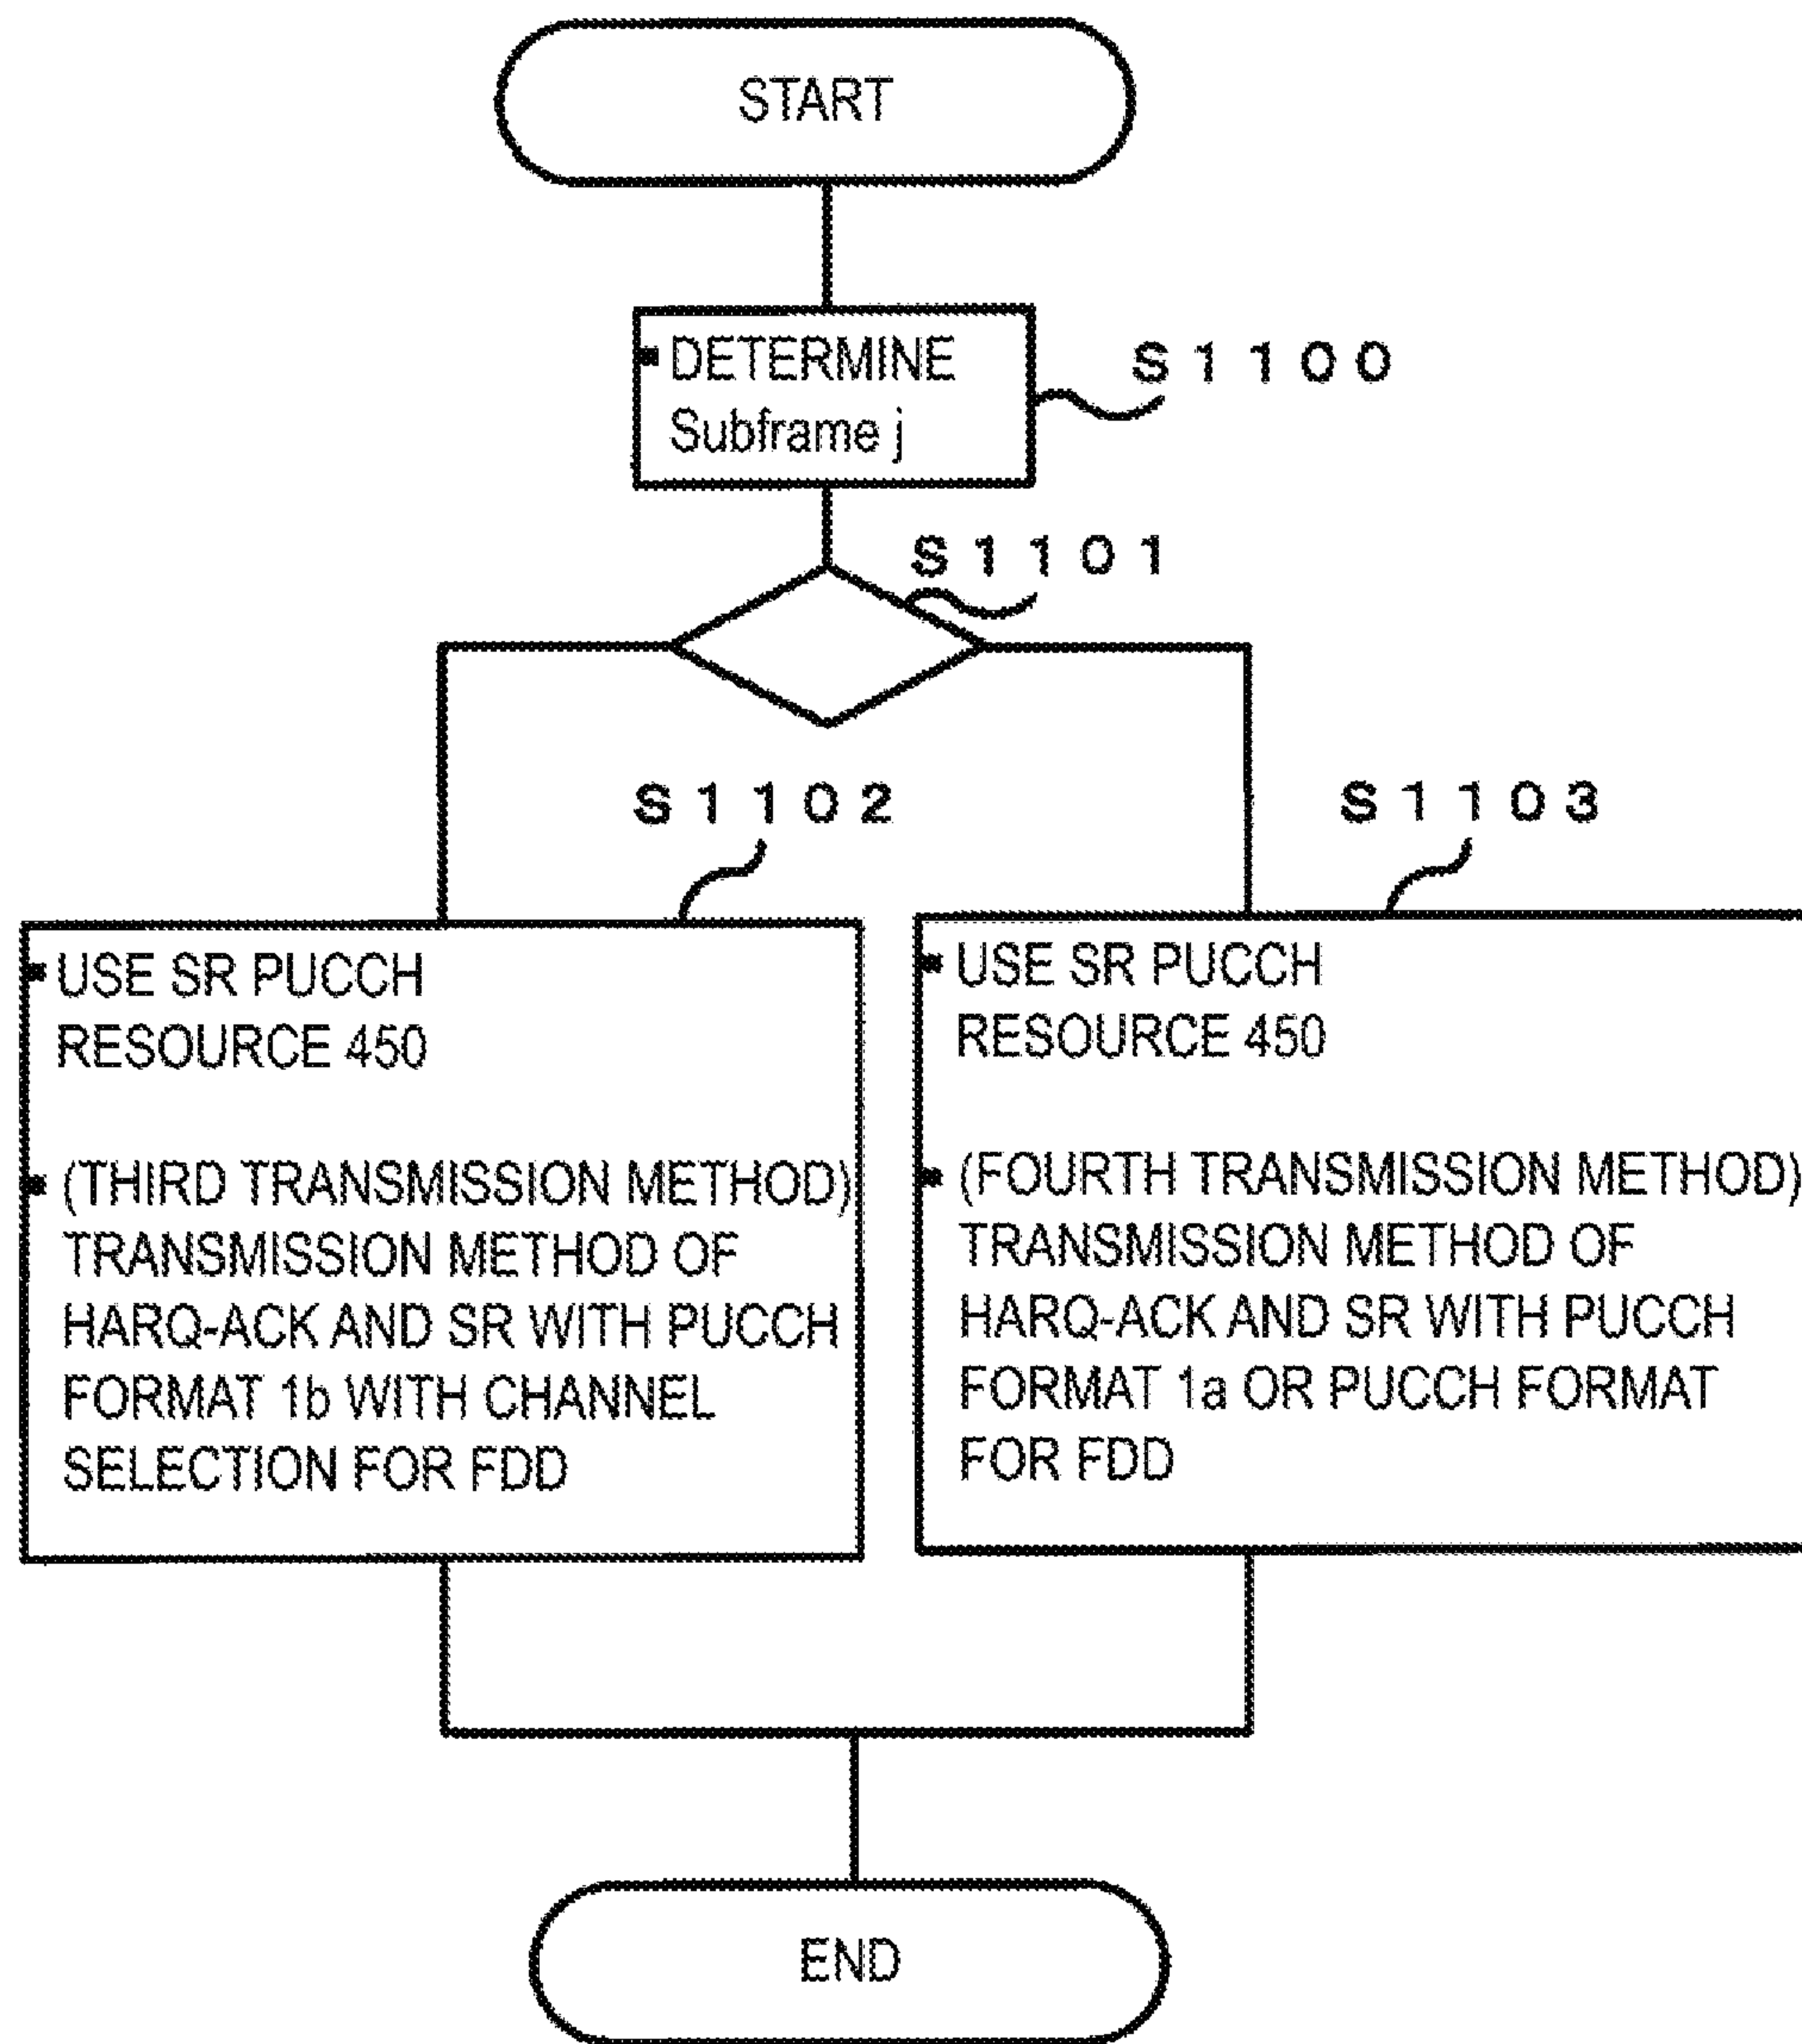 START
DETERMINE
Subframe j
S1100
S1101
S1102
S1103
USE SR PUCCH
RESOURCE 450
(THIRD TRANSMISSION METHOD)
TRANSMISSION METHOD OF
HARQ-ACK AND SR WITH PUCCH
FORMAT 1b WITH CHANNEL
SELECTION FOR FDD
USE SR PUCCH
RESOURCE 450
(FOURTH TRANSMISSION METHOD)
TRANSMISSION METHOD OF
HARQ-ACK AND SR WITH PUCCH
FORMAT 1a OR PUCCH FORMAT
FOR FDD
END